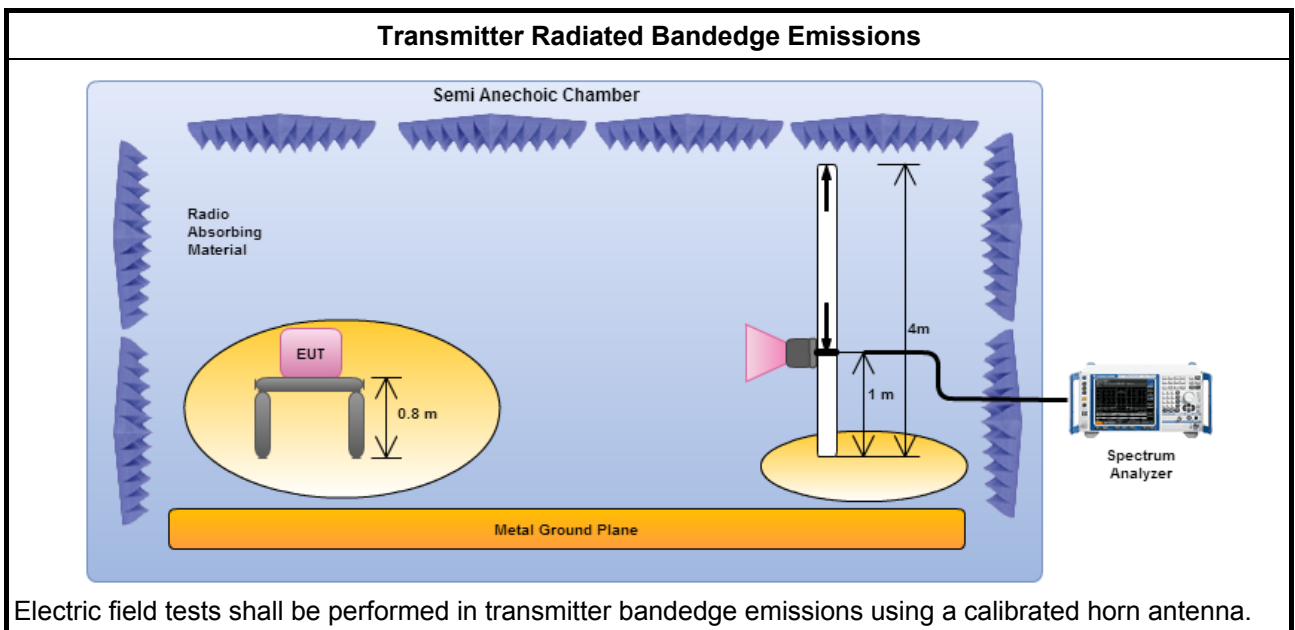 Transmitter Radiated Bandedge Emissions
Semi Anechoic Chamber
Radio
Absorbing
Material
EUT
0.8 m
4m
1 m
Spectrum
Analyzer
Metal Ground Plane
Electric field tests shall be performed in transmitter bandedge emissions using a calibrated horn antenna.